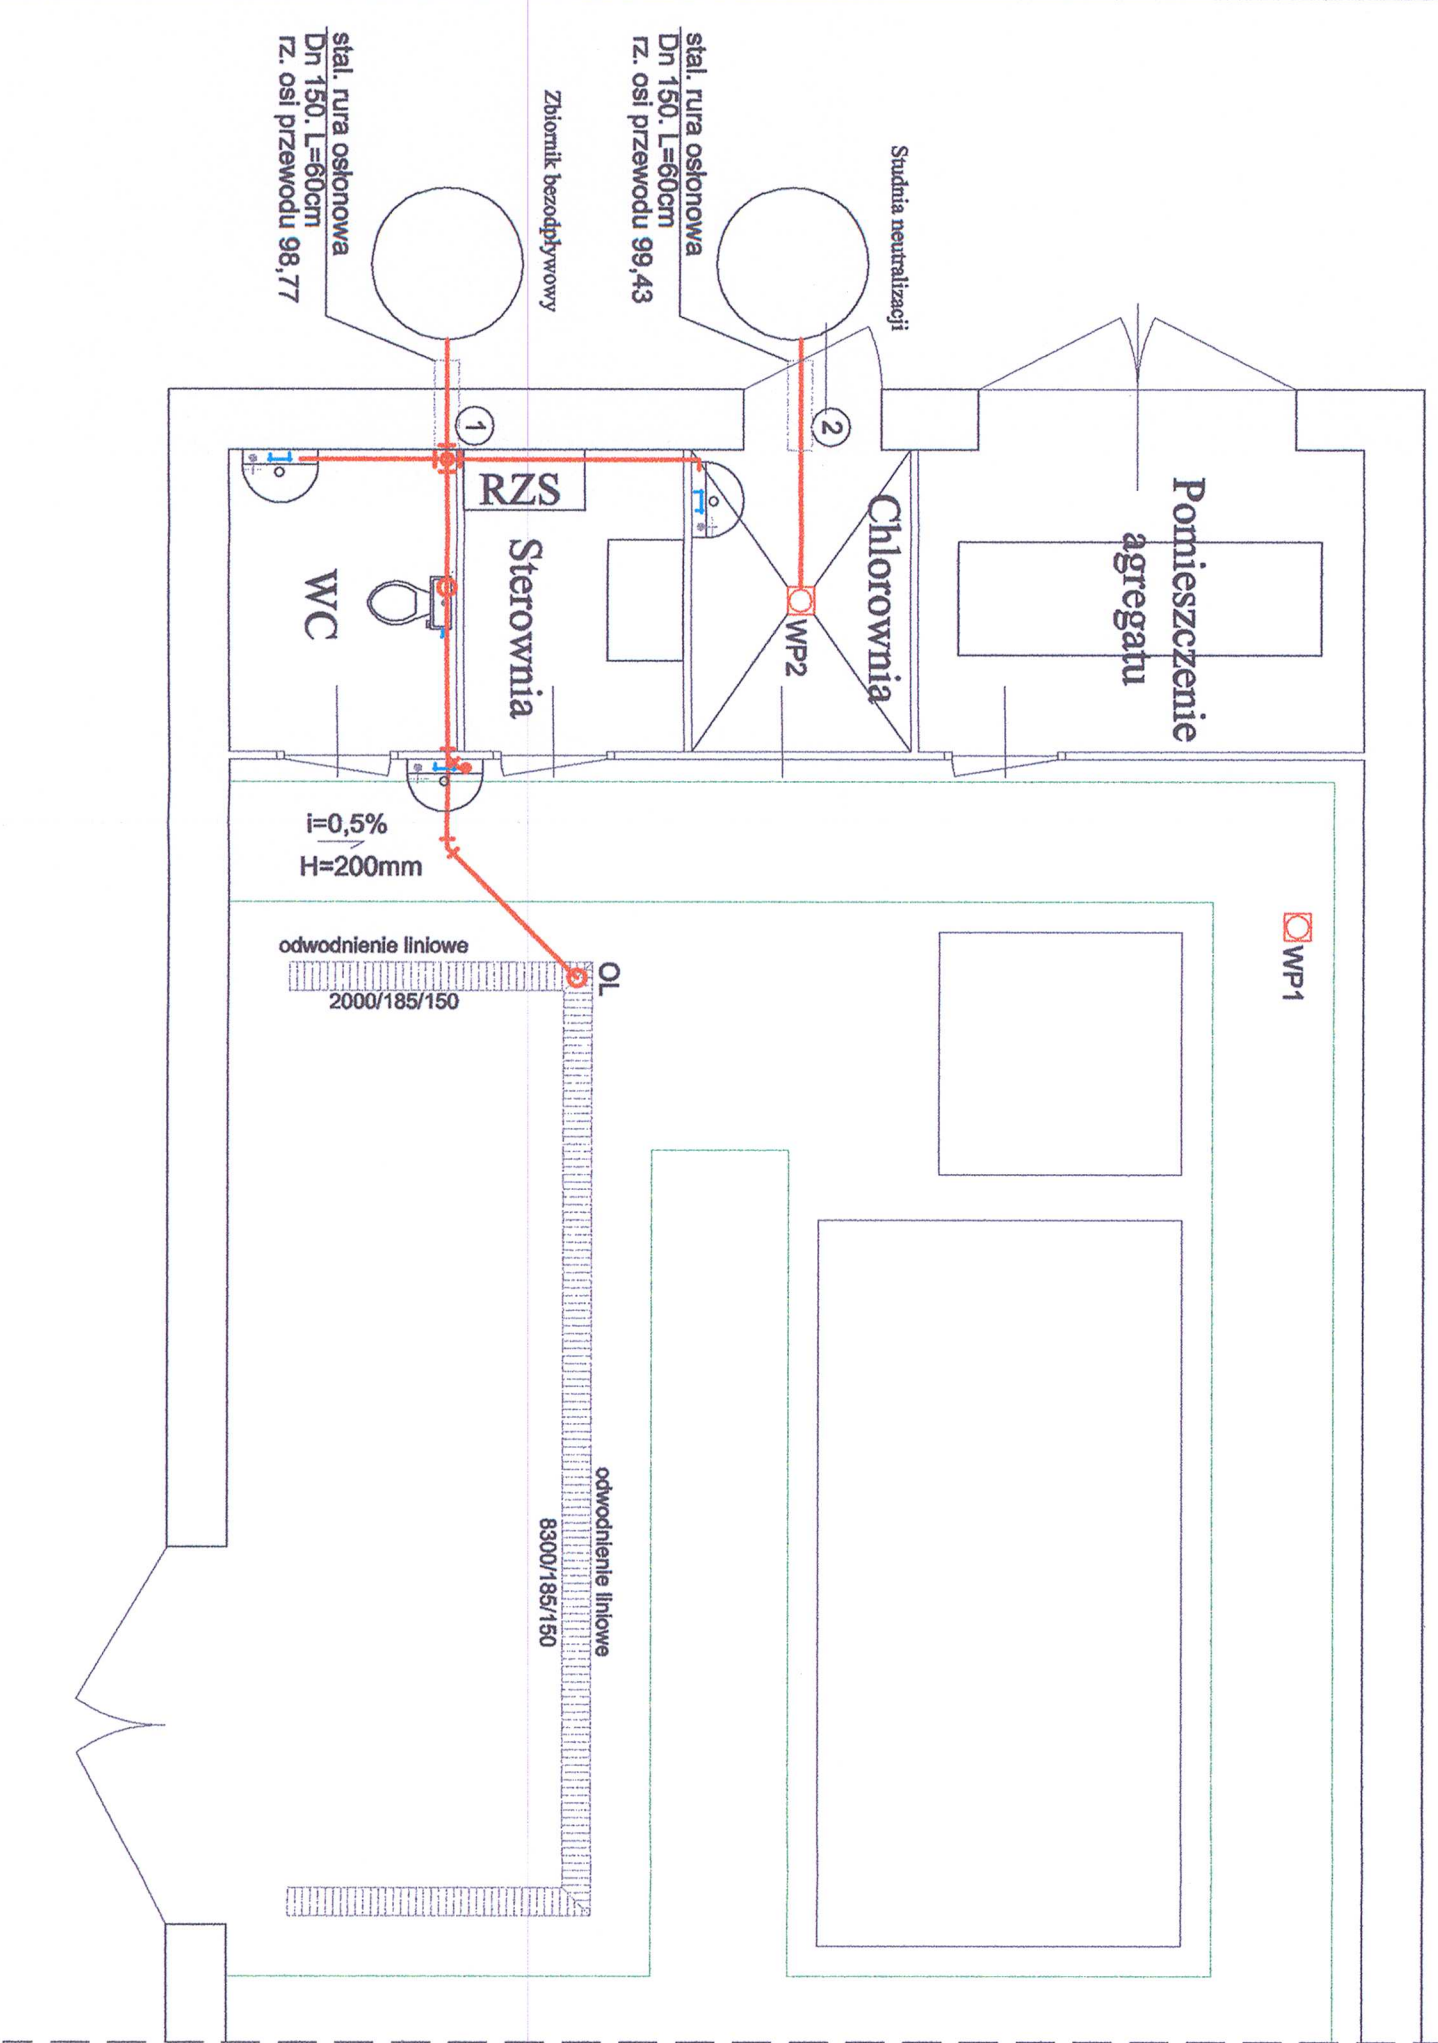 stal. rura osłonowa
Dn 150. L=60cm
rz. osi przewodu 98,77
Zbiornik bezodpływowy
stal. rura osłonowa
Dn 150. L=60cm
rz. osi przewodu 99,43
Studnia neutralizacji
1
2
RZS
WC
Sterownia
Chlorownia
WP2
Pomieszczenie
agregatu
i=0,5%
H=200mm
WP1
odwodnienie liniowe
2000/185/150
OL
odwodnienie liniowe
8300/185/150